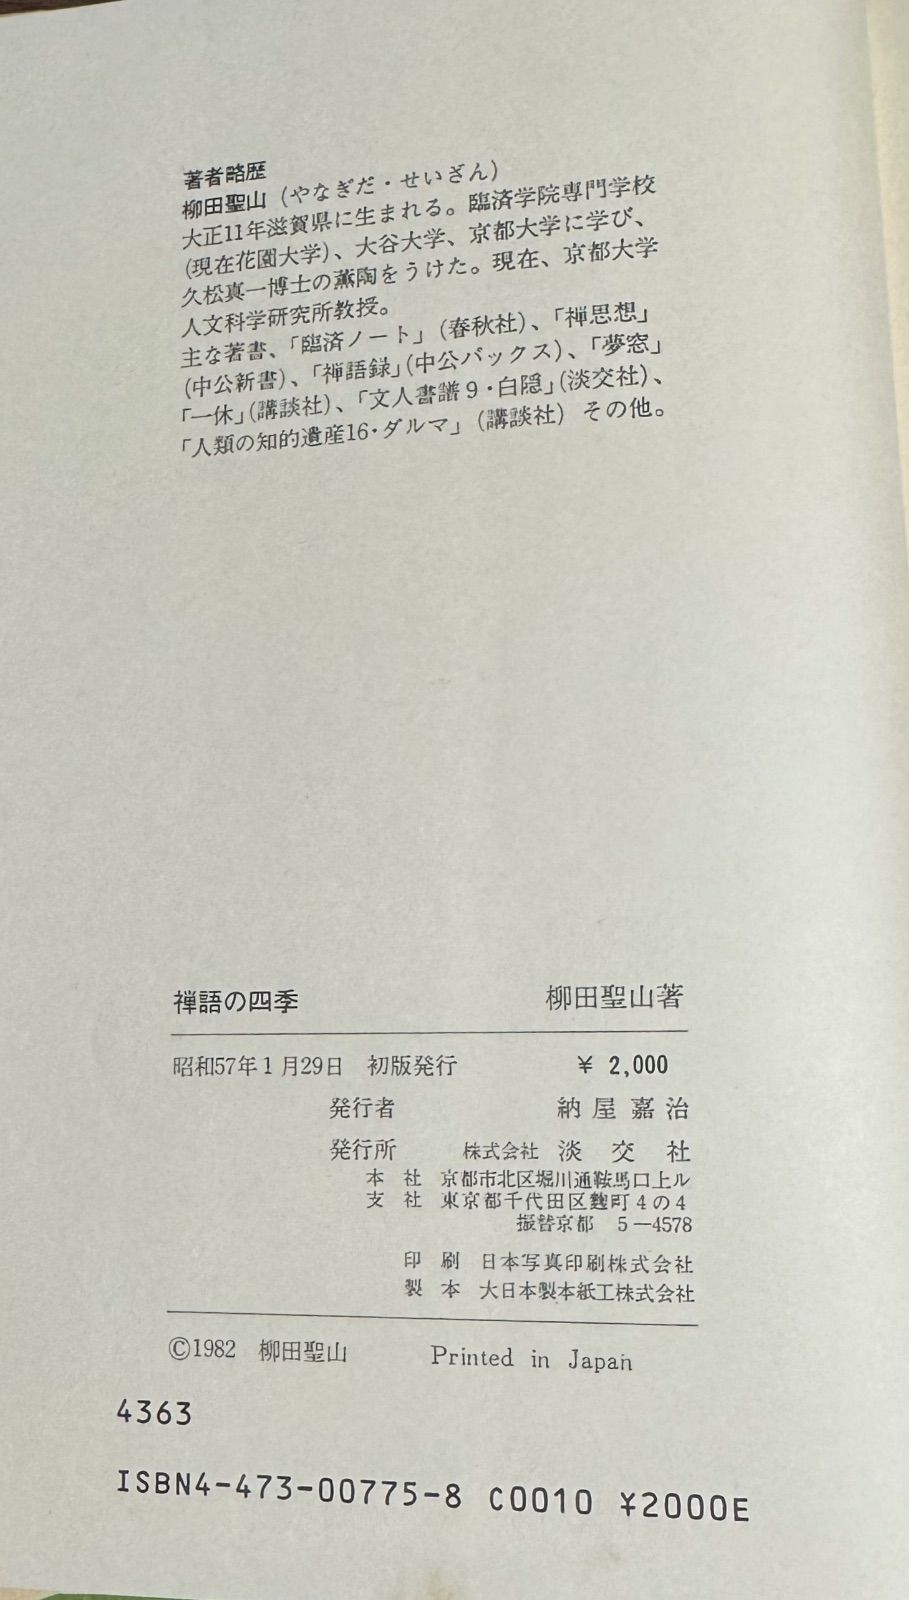 著者略歴
柳田聖山(やなぎだ・せいざん)
大正11年滋賀県に生まれる。臨済学院専門学校
(現在花園大学)、大谷大学、京都大学に学び、
久松真一博士の薫陶をうけた。現在、京都大学
人文科学研究所教授。
主な著書、「臨済ノート」(春秋社)、「禅思想」
(中公新書)、「禅語録」(中公バックス)、「夢窓」
「一休」(講談社)、「文人書譜9・白隠」(淡交社)、
「人類の知的遺産16・ダルマ」(講談社) その他。
禅語の四季 柳田聖山著
昭和57年1月29日 初版発行 ¥ 2,000
発行者 納屋嘉治
発行所 株式会社 淡交社
本社 京都市北区堀川通鞍馬口上ル
支社 東京都千代田区麹町4の4
振替京都 5—4578
印刷 日本写真印刷株式会社
製本 大日本製本紙工株式会社
©1982 柳田聖山 Printed in Japan
4363
ISBN4-473-00775-8 C0010 ¥2000E